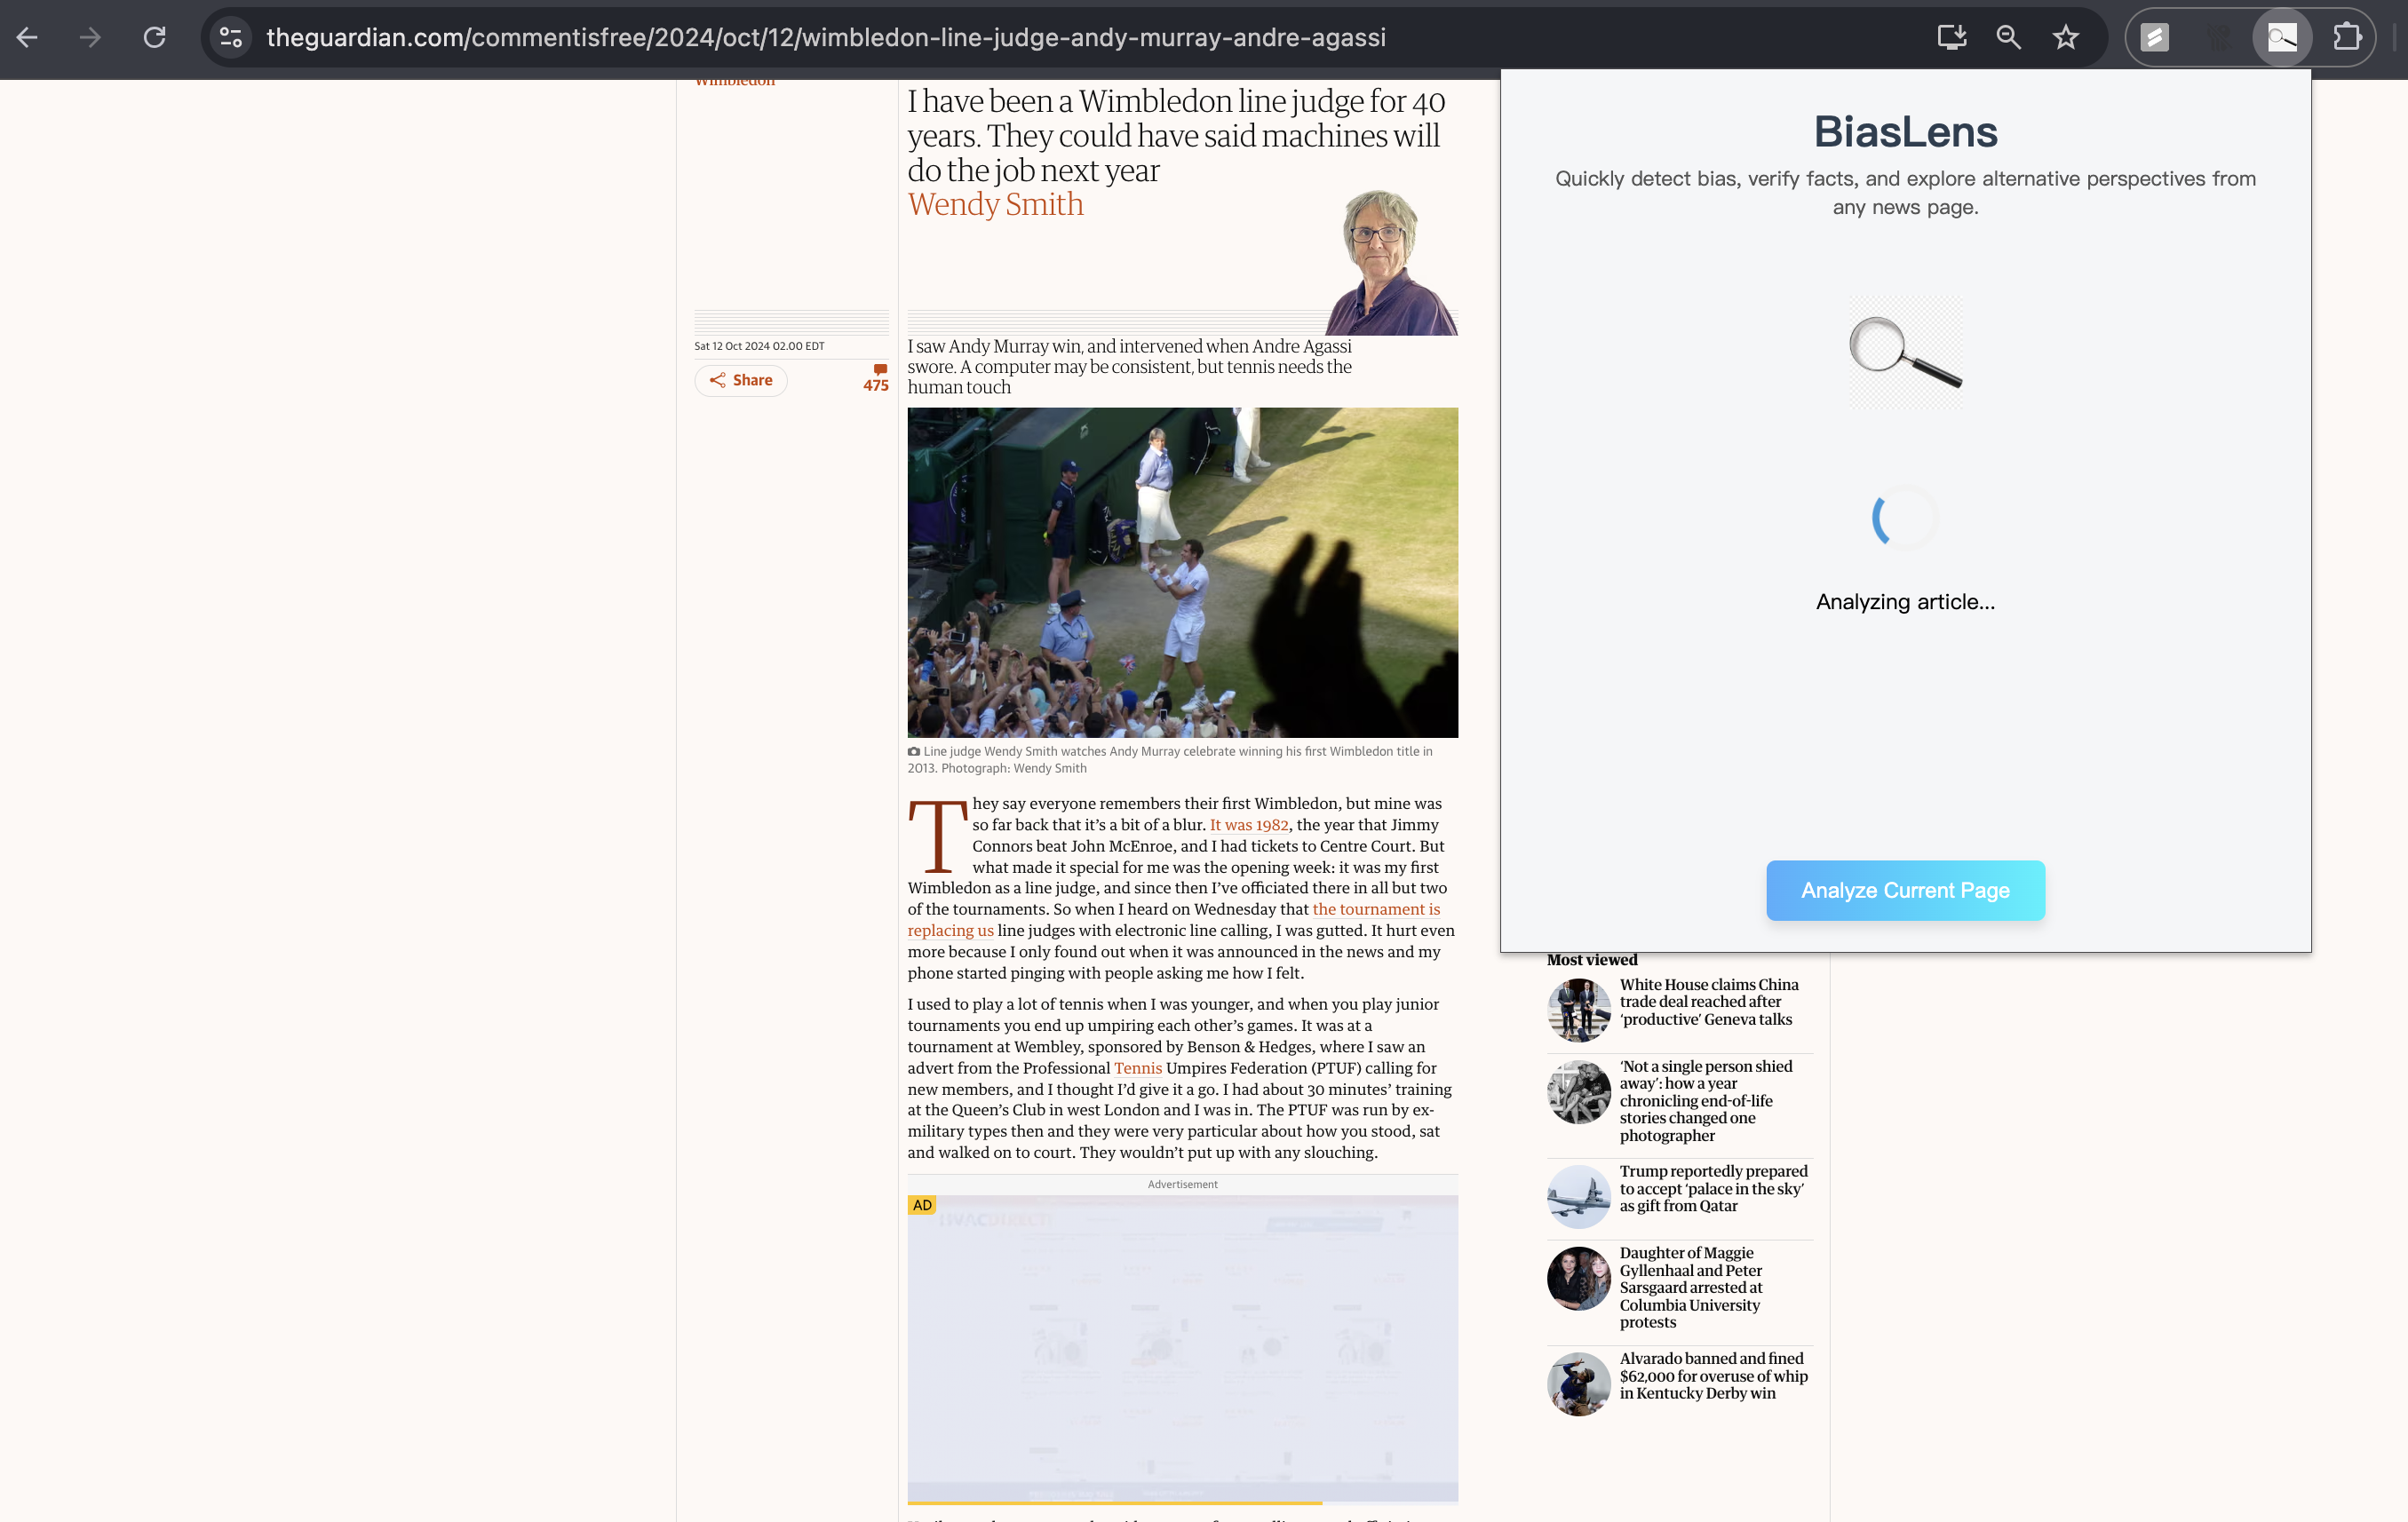 theguardian.com/commentisfree/2024/oct/12/wimbledon-line-judge-andy-murray-andre-agassi
Wimbledon
I have been a Wimbledon line judge for 40
years. They could have said machines will
do the job next year
Wendy Smith
Sat 12 Oct 2024 02.00 EDT
Share
475
I saw Andy Murray win, and intervened when Andre Agassi
swore. A computer may be consistent, but tennis needs the
human touch
Line judge Wendy Smith watches Andy Murray celebrate winning his first Wimbledon title in
2013. Photograph: Wendy Smith
They say everyone remembers their first Wimbledon, but mine was
so far back that it’s a bit of a blur. It was 1982, the year that Jimmy
Connors beat John McEnroe, and I had tickets to Centre Court. But
what made it special for me was the opening week: it was my first
Wimbledon as a line judge, and since then I’ve officiated there in all but two
of the tournaments. So when I heard on Wednesday that the tournament is
replacing us line judges with electronic line calling, I was gutted. It hurt even
more because I only found out when it was announced in the news and my
phone started pinging with people asking me how I felt.
I used to play a lot of tennis when I was younger, and when you play junior
tournaments you end up umpiring each other’s games. It was at a
tournament at Wembley, sponsored by Benson & Hedges, where I saw an
advert from the Professional Tennis Umpires Federation (PTUF) calling for
new members, and I thought I’d give it a go. I had about 30 minutes’ training
at the Queen’s Club in west London and I was in. The PTUF was run by ex-
military types then and they were very particular about how you stood, sat
and walked on to court. They wouldn’t put up with any slouching.
Advertisement
AD
BiasLens
Quickly detect bias, verify facts, and explore alternative perspectives from
any news page.
Analyzing article...
Analyze Current Page
Most viewed
White House claims China
trade deal reached after
‘productive’ Geneva talks
‘Not a single person shied
away’: how a year
chronicling end-of-life
stories changed one
photographer
Trump reportedly prepared
to accept ‘palace in the sky’
as gift from Qatar
Daughter of Maggie
Gyllenhaal and Peter
Sarsgaard arrested at
Columbia University
protests
Alvarado banned and fined
$62,000 for overuse of whip
in Kentucky Derby win